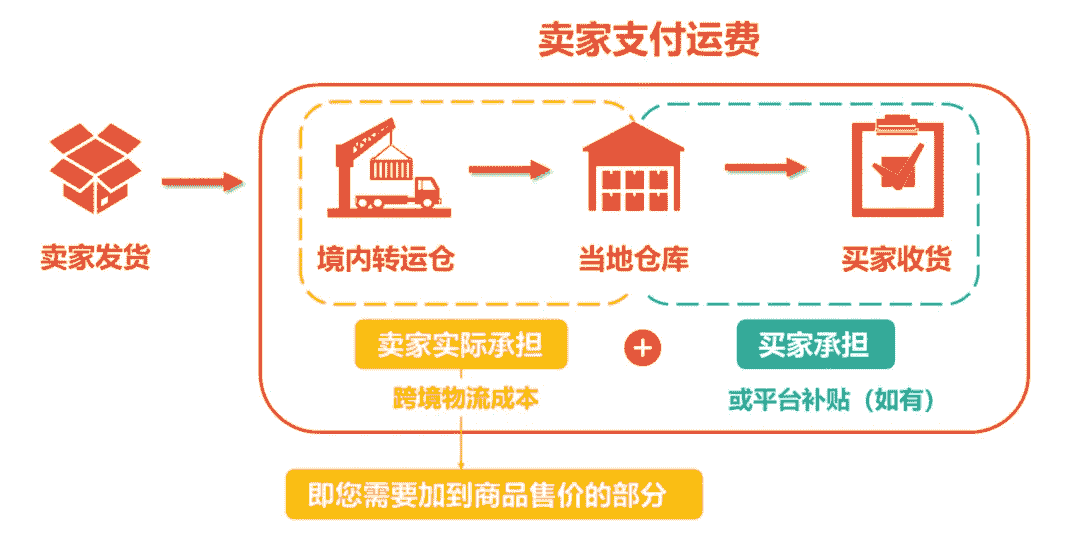 卖家支付运费
卖家发货
境内转运仓
当地仓库
买家收货
卖家实际承担
+
买家承担
跨境物流成本
或平台补贴（如有）
即您需要加到商品售价的部分